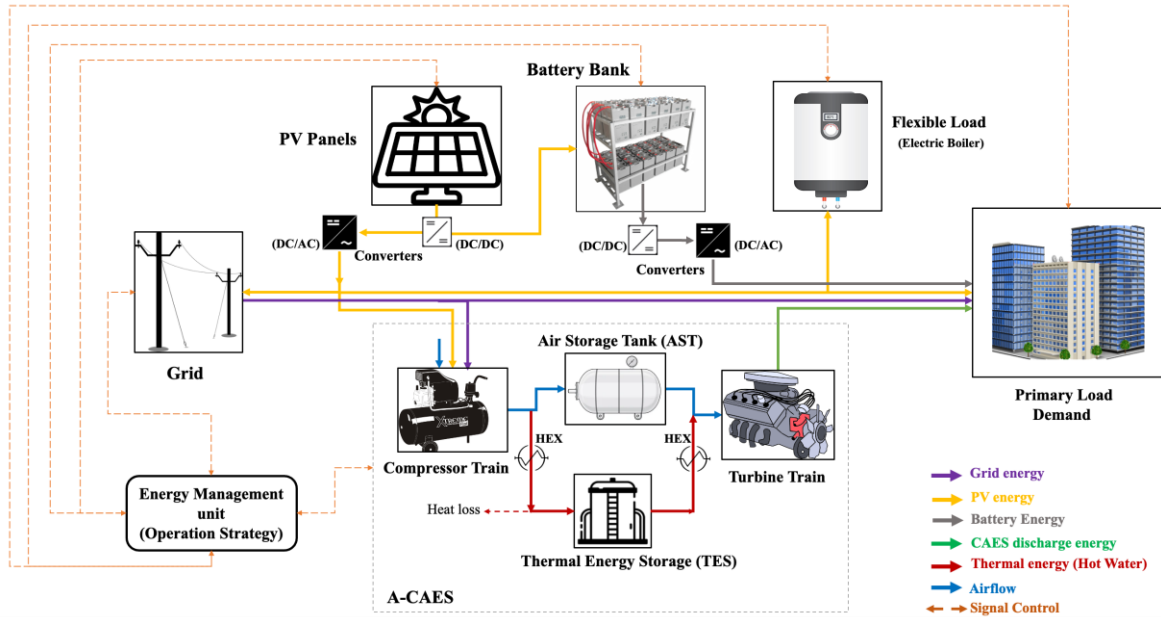 Battery Bank
PV Panels
Flexible Load
(Electric Boiler)
(DC/AC)
(DC/DC)
Converters
(DC/DC)
(DC/AC)
Converters
Grid
Air Storage Tank (AST)
Primary Load
Demand
HEX
HEX
Compressor Train
Turbine Train
Heat loss
Thermal Energy Storage (TES)
A-CAES
Energy Management
unit
(Operation Strategy)
Grid energy
PV energy
Battery Energy
CAES discharge energy
Thermal energy (Hot Water)
Airflow
Signal Control